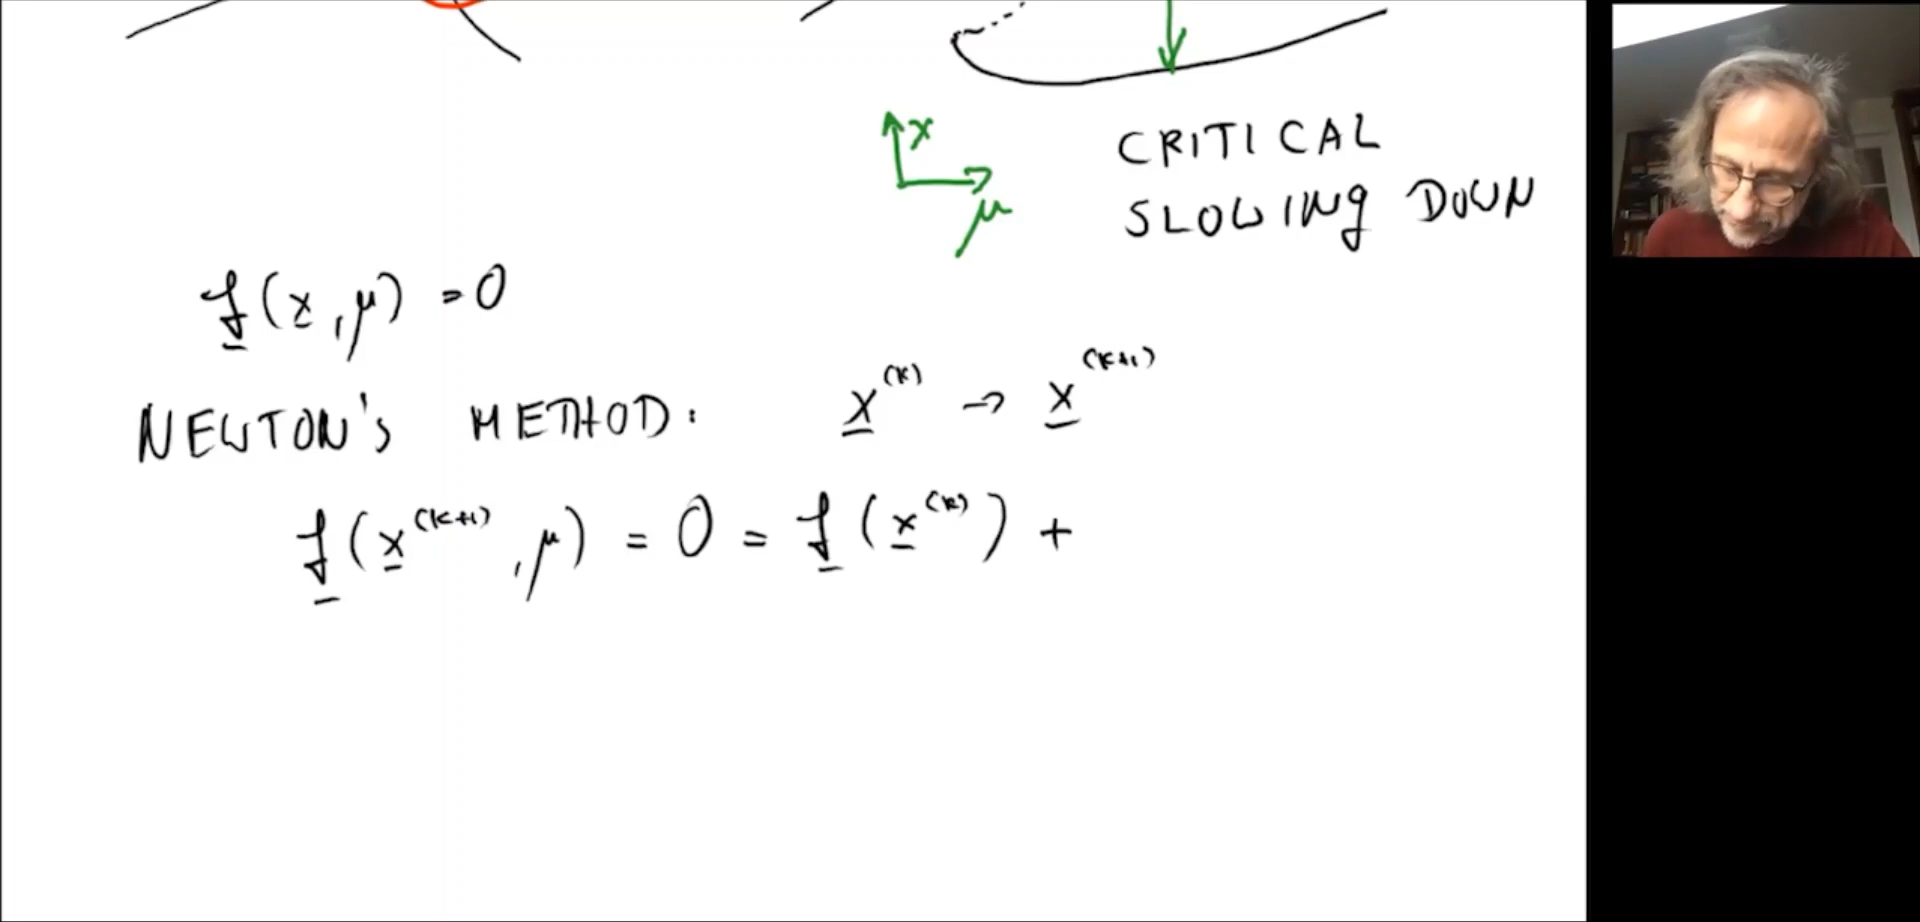 x
μ
CRITICAL
SLOWING DOWN
f(x, μ) = 0
NEWTON'S METHOD: x^(k) → x^(k+1)
f(x^(k+1), μ) = 0 = f(x^(k)) +